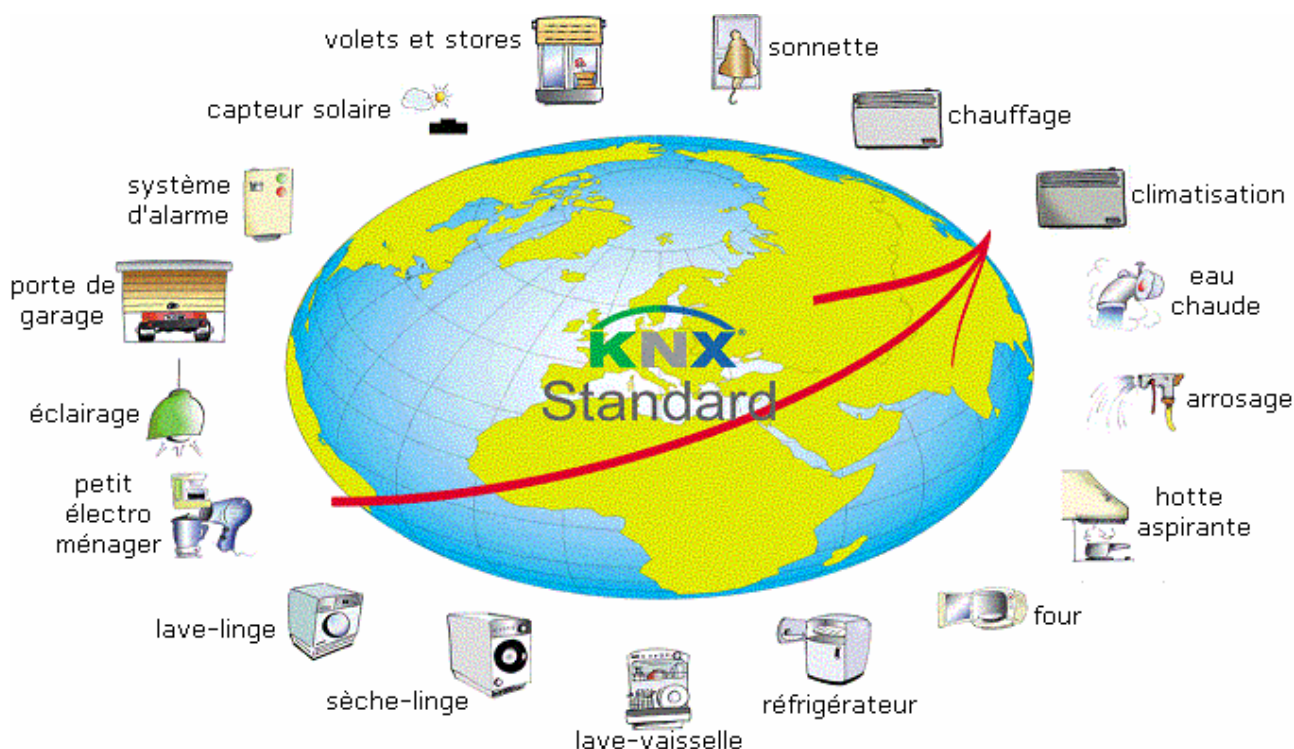 volets et stores
sonnette
capteur solaire
chauffage
système
d'alarme
climatisation
porte de
garage
eau
chaude
KNX®
Standard
éclairage
arrosage
petit
électro
ménager
hotte
aspirante
lave-linge
four
sèche-linge
réfrigérateur
lave-vaisselle